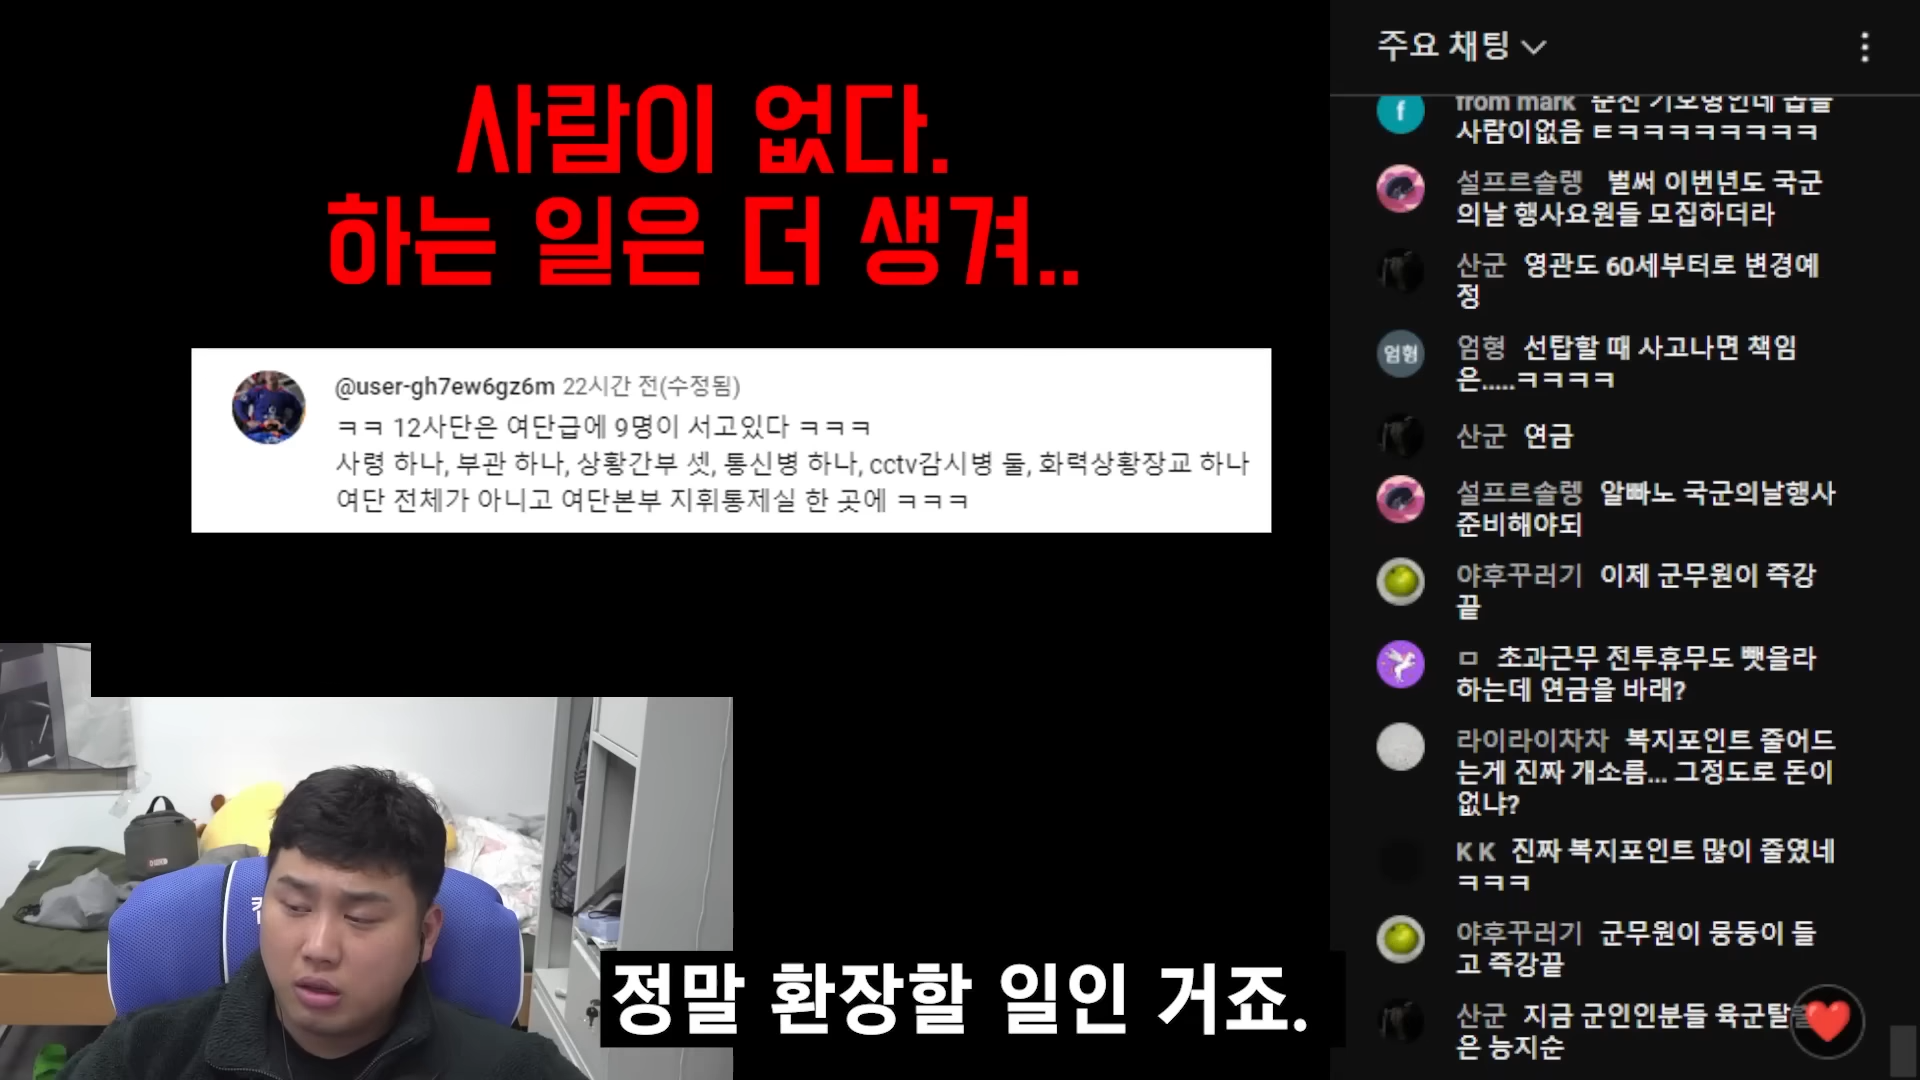 사람이 없다.
하는 일은 더 생겨..
@user-gh7ew6gz6m 22시간 전(수정됨)
ㅋㅋ 12사단은 여단급에 9명이 서고있다 ㅋㅋㅋ
사령 하나, 부관 하나, 상황간부 셋, 통신병 하나, cctv감시병 둘, 화력상황장교 하나
여단 전체가 아니고 여단본부 지휘통제실 한 곳에 ㅋㅋㅋ
정말 환장할 일인 거죠.
주요 채팅
f
from mark
사람이없음 ㅌㅋㅋㅋㅋㅋㅋㅋㅋ
설프르솔렝 벌써 이번년도 국군
의날 행사요원들 모집하더라
산군 영관도 60세부터로 변경예
정
엄형
엄형 선탑할 때 사고나면 책임
은.....ㅋㅋㅋㅋ
산군 연금
설프르솔렝 알빠노 국군의날행사
준비해야되
야후꾸러기 이제 군무원이 즉강
끝
ㅁ 초과근무 전투휴무도 뺏을라
하는데 연금을 바래?
라이라이차차 복지포인트 줄어드
는게 진짜 개소름... 그정도로 돈이
없냐?
K K 진짜 복지포인트 많이 줄였네
ㅋㅋㅋ
야후꾸러기 군무원이 몽둥이 들
고 즉강끝
산군 지금 군인인분들 육군탈
은 능지순